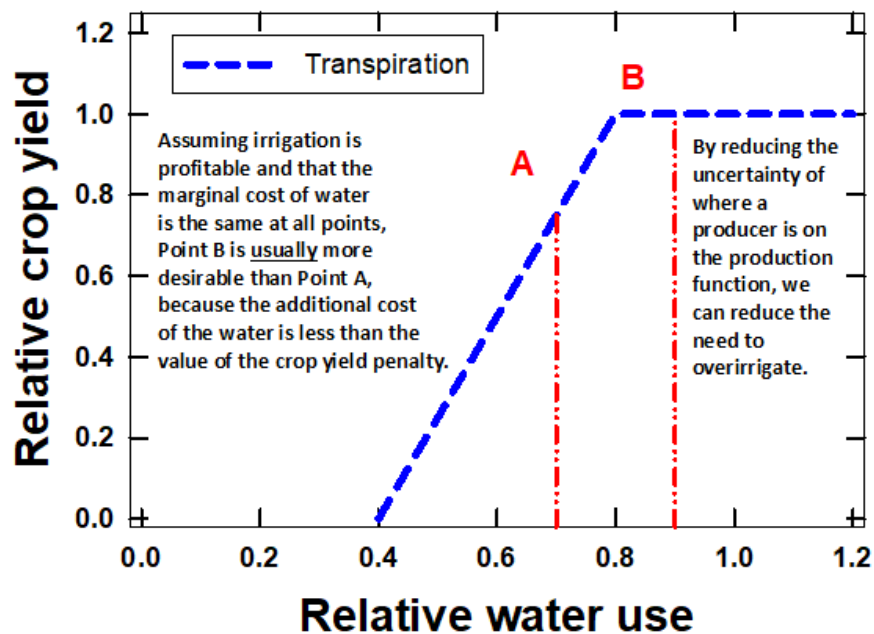 Relative crop yield
1.2
1.0
0.8
0.6
0.4
0.2
0.0
Transpiration
B
A
Assuming irrigation is
profitable and that the
marginal cost of water
is the same at all points,
Point B is usually more
desirable than Point A,
because the additional cost
of the water is less than the
value of the crop yield penalty.
By reducing the
uncertainty of
where a
producer is on
the production
function, we
can reduce the
need to
overirrigate.
0.0 0.2 0.4 0.6 0.8 1.0 1.2
Relative water use